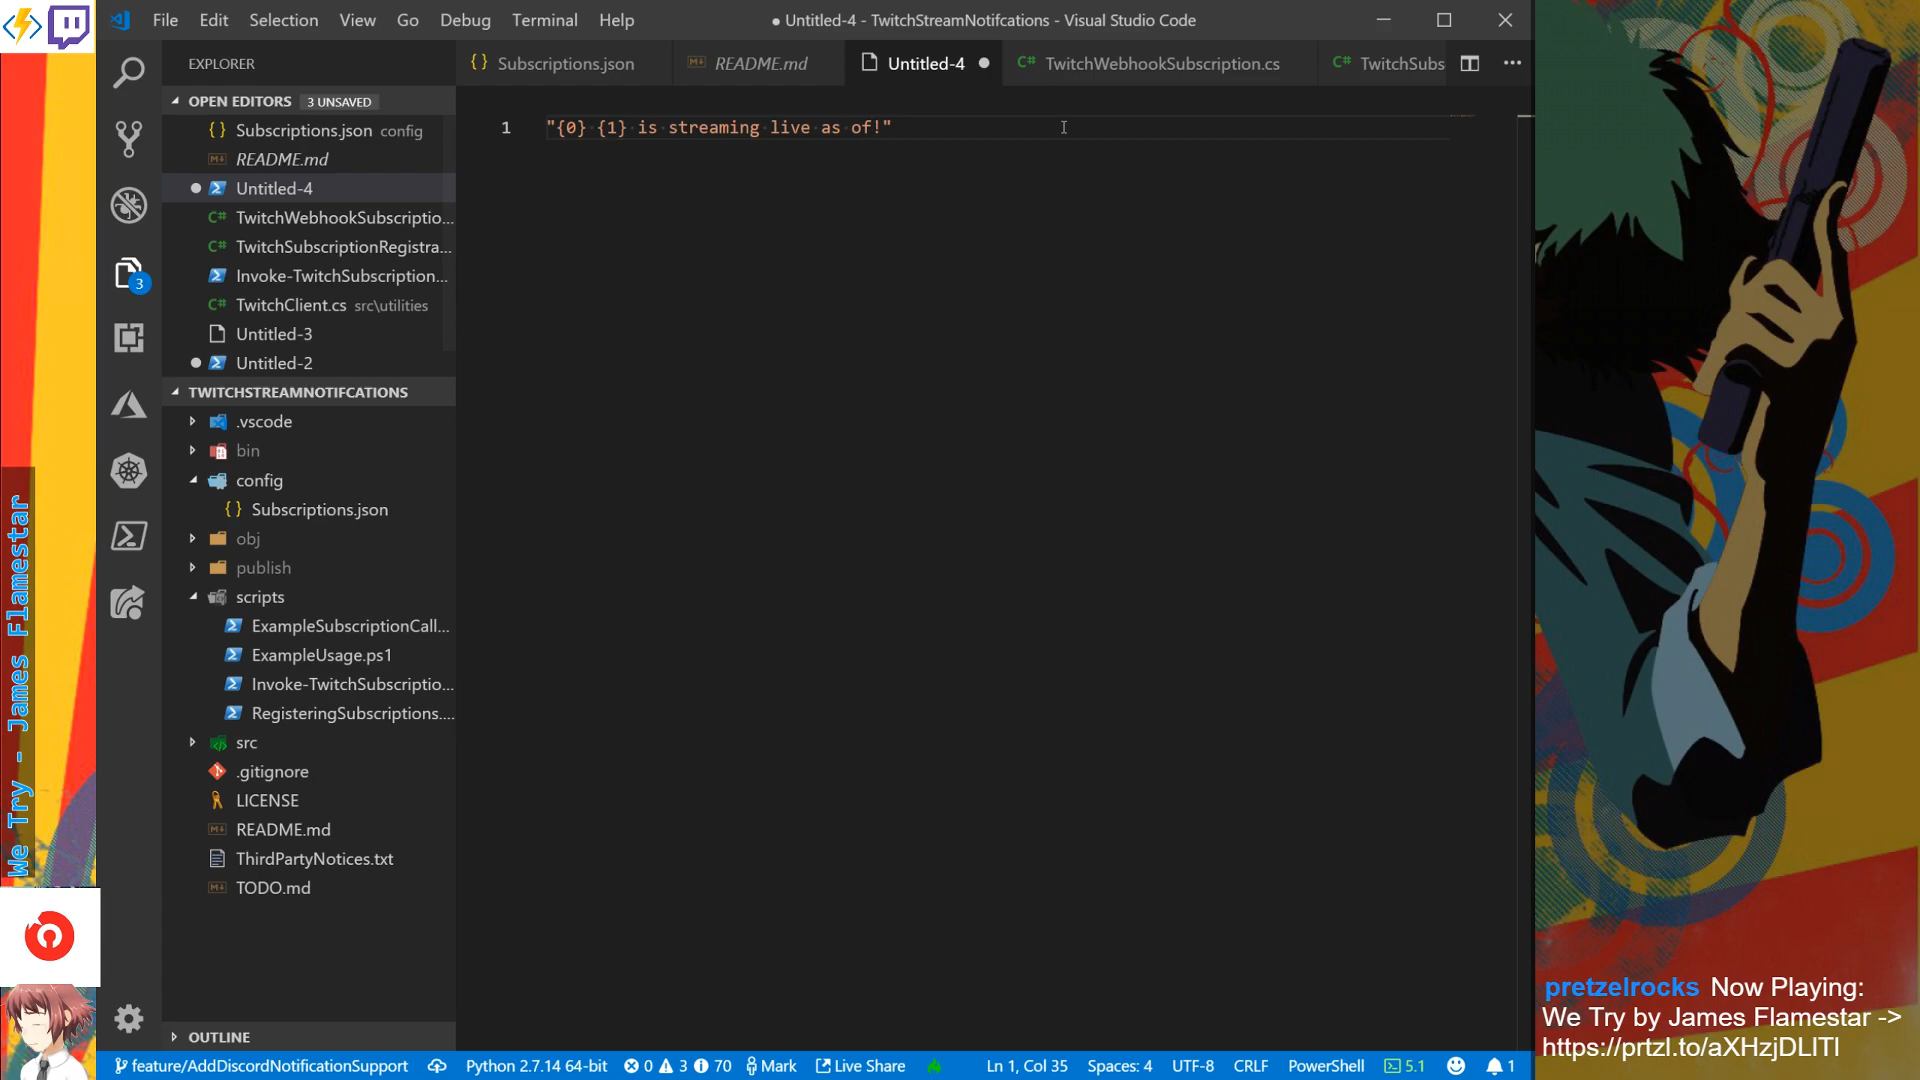 File Edit Selection View Go Debug Terminal Help
● Untitled-4 - TwitchStreamNotifcations - Visual Studio Code
EXPLORER
Subscriptions.json README.md Untitled-4 TwitchWebhookSubscription.cs TwitchSubs
OPEN EDITORS 3 UNSAVED
Subscriptions.json config
README.md
Untitled-4
TwitchWebhookSubscriptio...
TwitchSubscriptionRegistra...
Invoke-TwitchSubscription...
TwitchClient.cs src\utilities
Untitled-3
Untitled-2
3
TWITCHSTREAMNOTIFCATIONS
.vscode
bin
config
Subscriptions.json
obj
publish
scripts
ExampleSubscriptionCall...
ExampleUsage.ps1
Invoke-TwitchSubscriptio...
RegisteringSubscriptions....
src
.gitignore
LICENSE
README.md
ThirdPartyNotices.txt
TODO.md
OUTLINE
1 "{0} {1} is streaming live as of!"
We Try - James Flamestar
pretzelrocks Now Playing:
We Try by James Flamestar ->
https://prtzl.to/aXHzjDLITl
feature/AddDiscordNotificationSupport Python 2.7.14 64-bit 0 3 70 Mark Live Share Ln 1, Col 35 Spaces: 4 UTF-8 CRLF PowerShell 5.1 1